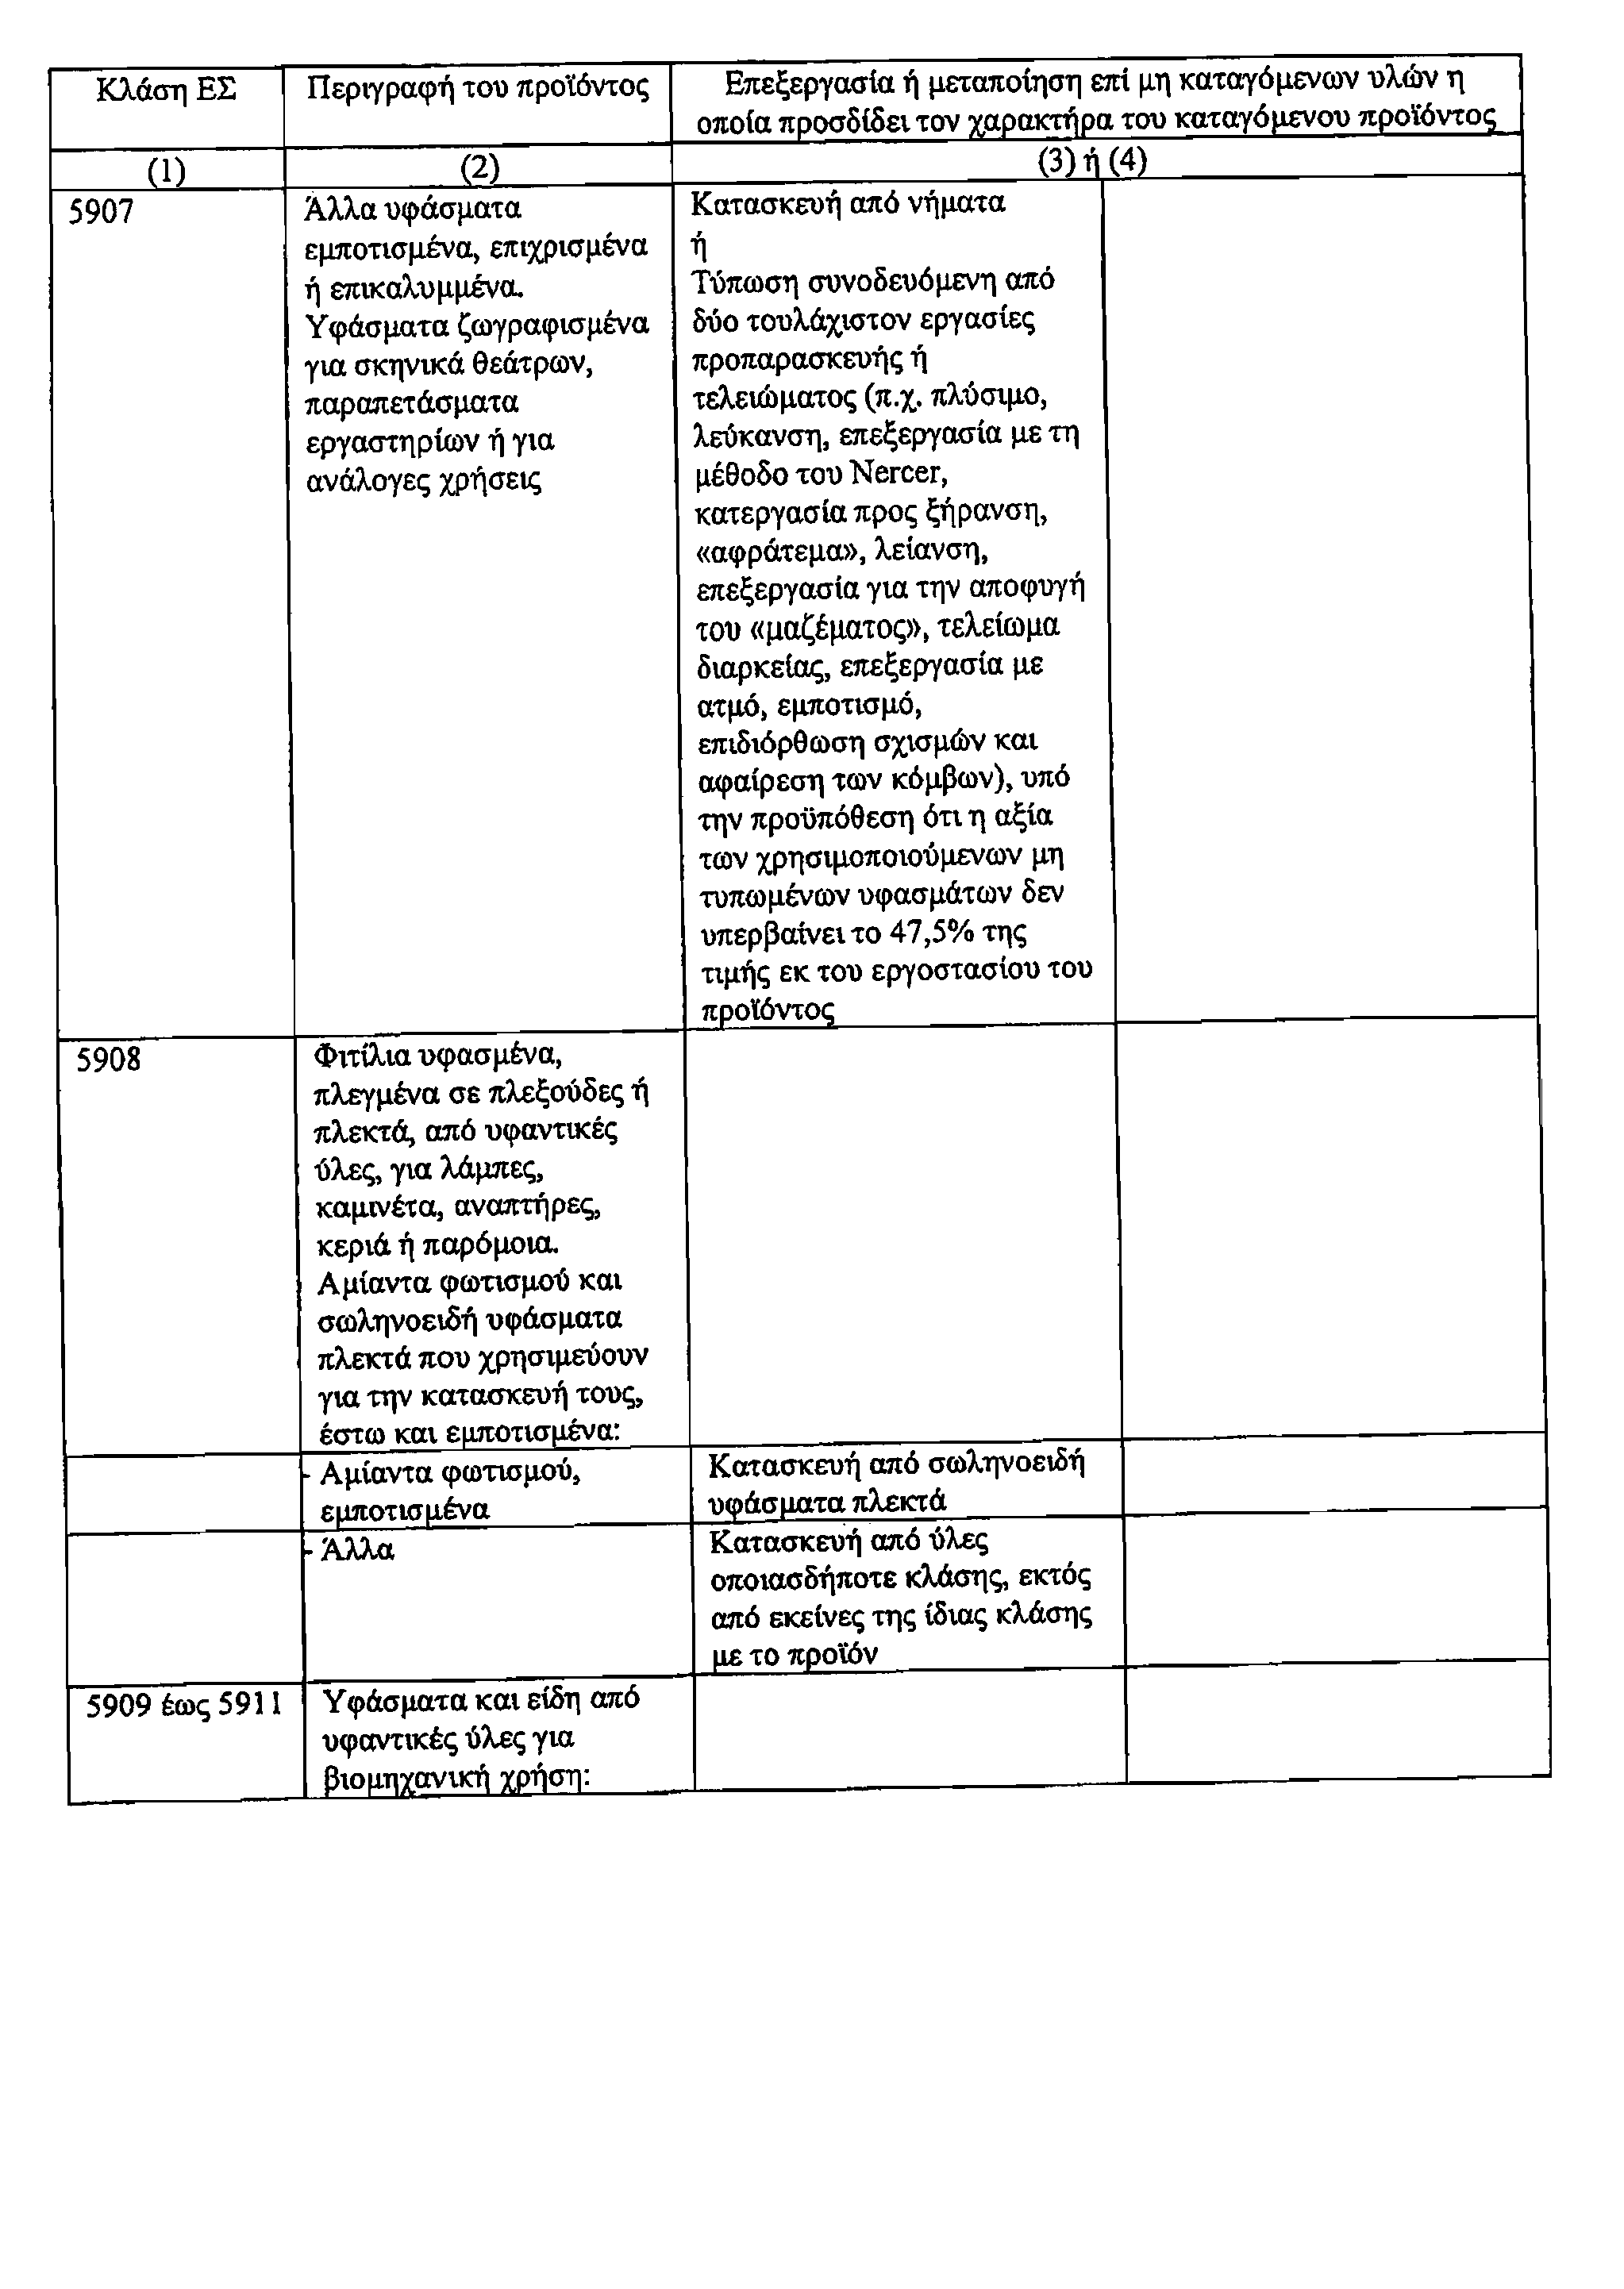 Κλάση ΕΣ
Περιγραφή του προϊόντος
Επεξεργασία ή μεταποίηση επί μη καταγόμενων υλών η
οποία προσδίδει τον χαρακτήρα του καταγόμενου προϊόντος
(1)
(2)
(3) ή (4)
5907
Άλλα υφάσματα
εμποτισμένα, επιχρισμένα
ή επικαλυμμένα.
Υφάσματα ζωγραφισμένα
για σκηνικά θεάτρων,
παραπετάσματα
εργαστηρίων ή για
ανάλογες χρήσεις
Κατασκευή από νήματα
ή
Τύπωση συνοδευόμενη από
δύο τουλάχιστον εργασίες
προπαρασκευής ή
τελειώματος (π.χ. πλύσιμο,
λεύκανση, επεξεργασία με τη
μέθοδο του Nercer,
κατεργασία προς ξήρανση,
«αφράτεμα», λείανση,
επεξεργασία για την αποφυγή
του «μαζέματος», τελείωμα
διαρκείας, επεξεργασία με
ατμό, εμποτισμό,
επιδιόρθωση σχισμών και
αφαίρεση των κόμβων), υπό
την προϋπόθεση ότι η αξία
των χρησιμοποιούμενων μη
τυπωμένων υφασμάτων δεν
υπερβαίνει το 47,5% της
τιμής εκ του εργοστασίου του
προϊόντος
5908
Φιτίλια υφασμένα,
πλεγμένα σε πλεξούδες ή
πλεκτά, από υφαντικές
ύλες, για λάμπες,
καμινέτα, αναπτήρες,
κεριά ή παρόμοια.
Αμίαντα φωτισμού και
σωληνοειδή υφάσματα
πλεκτά που χρησιμεύουν
για την κατασκευή τους,
έστω και εμποτισμένα:
- Αμίαντα φωτισμού,
εμποτισμένα
Κατασκευή από σωληνοειδή
υφάσματα πλεκτά
- Άλλα
Κατασκευή από ύλες
οποιασδήποτε κλάσης, εκτός
από εκείνες της ίδιας κλάσης
με το προϊόν
5909 έως 5911
Υφάσματα και είδη από
υφαντικές ύλες για
βιομηχανική χρήση: